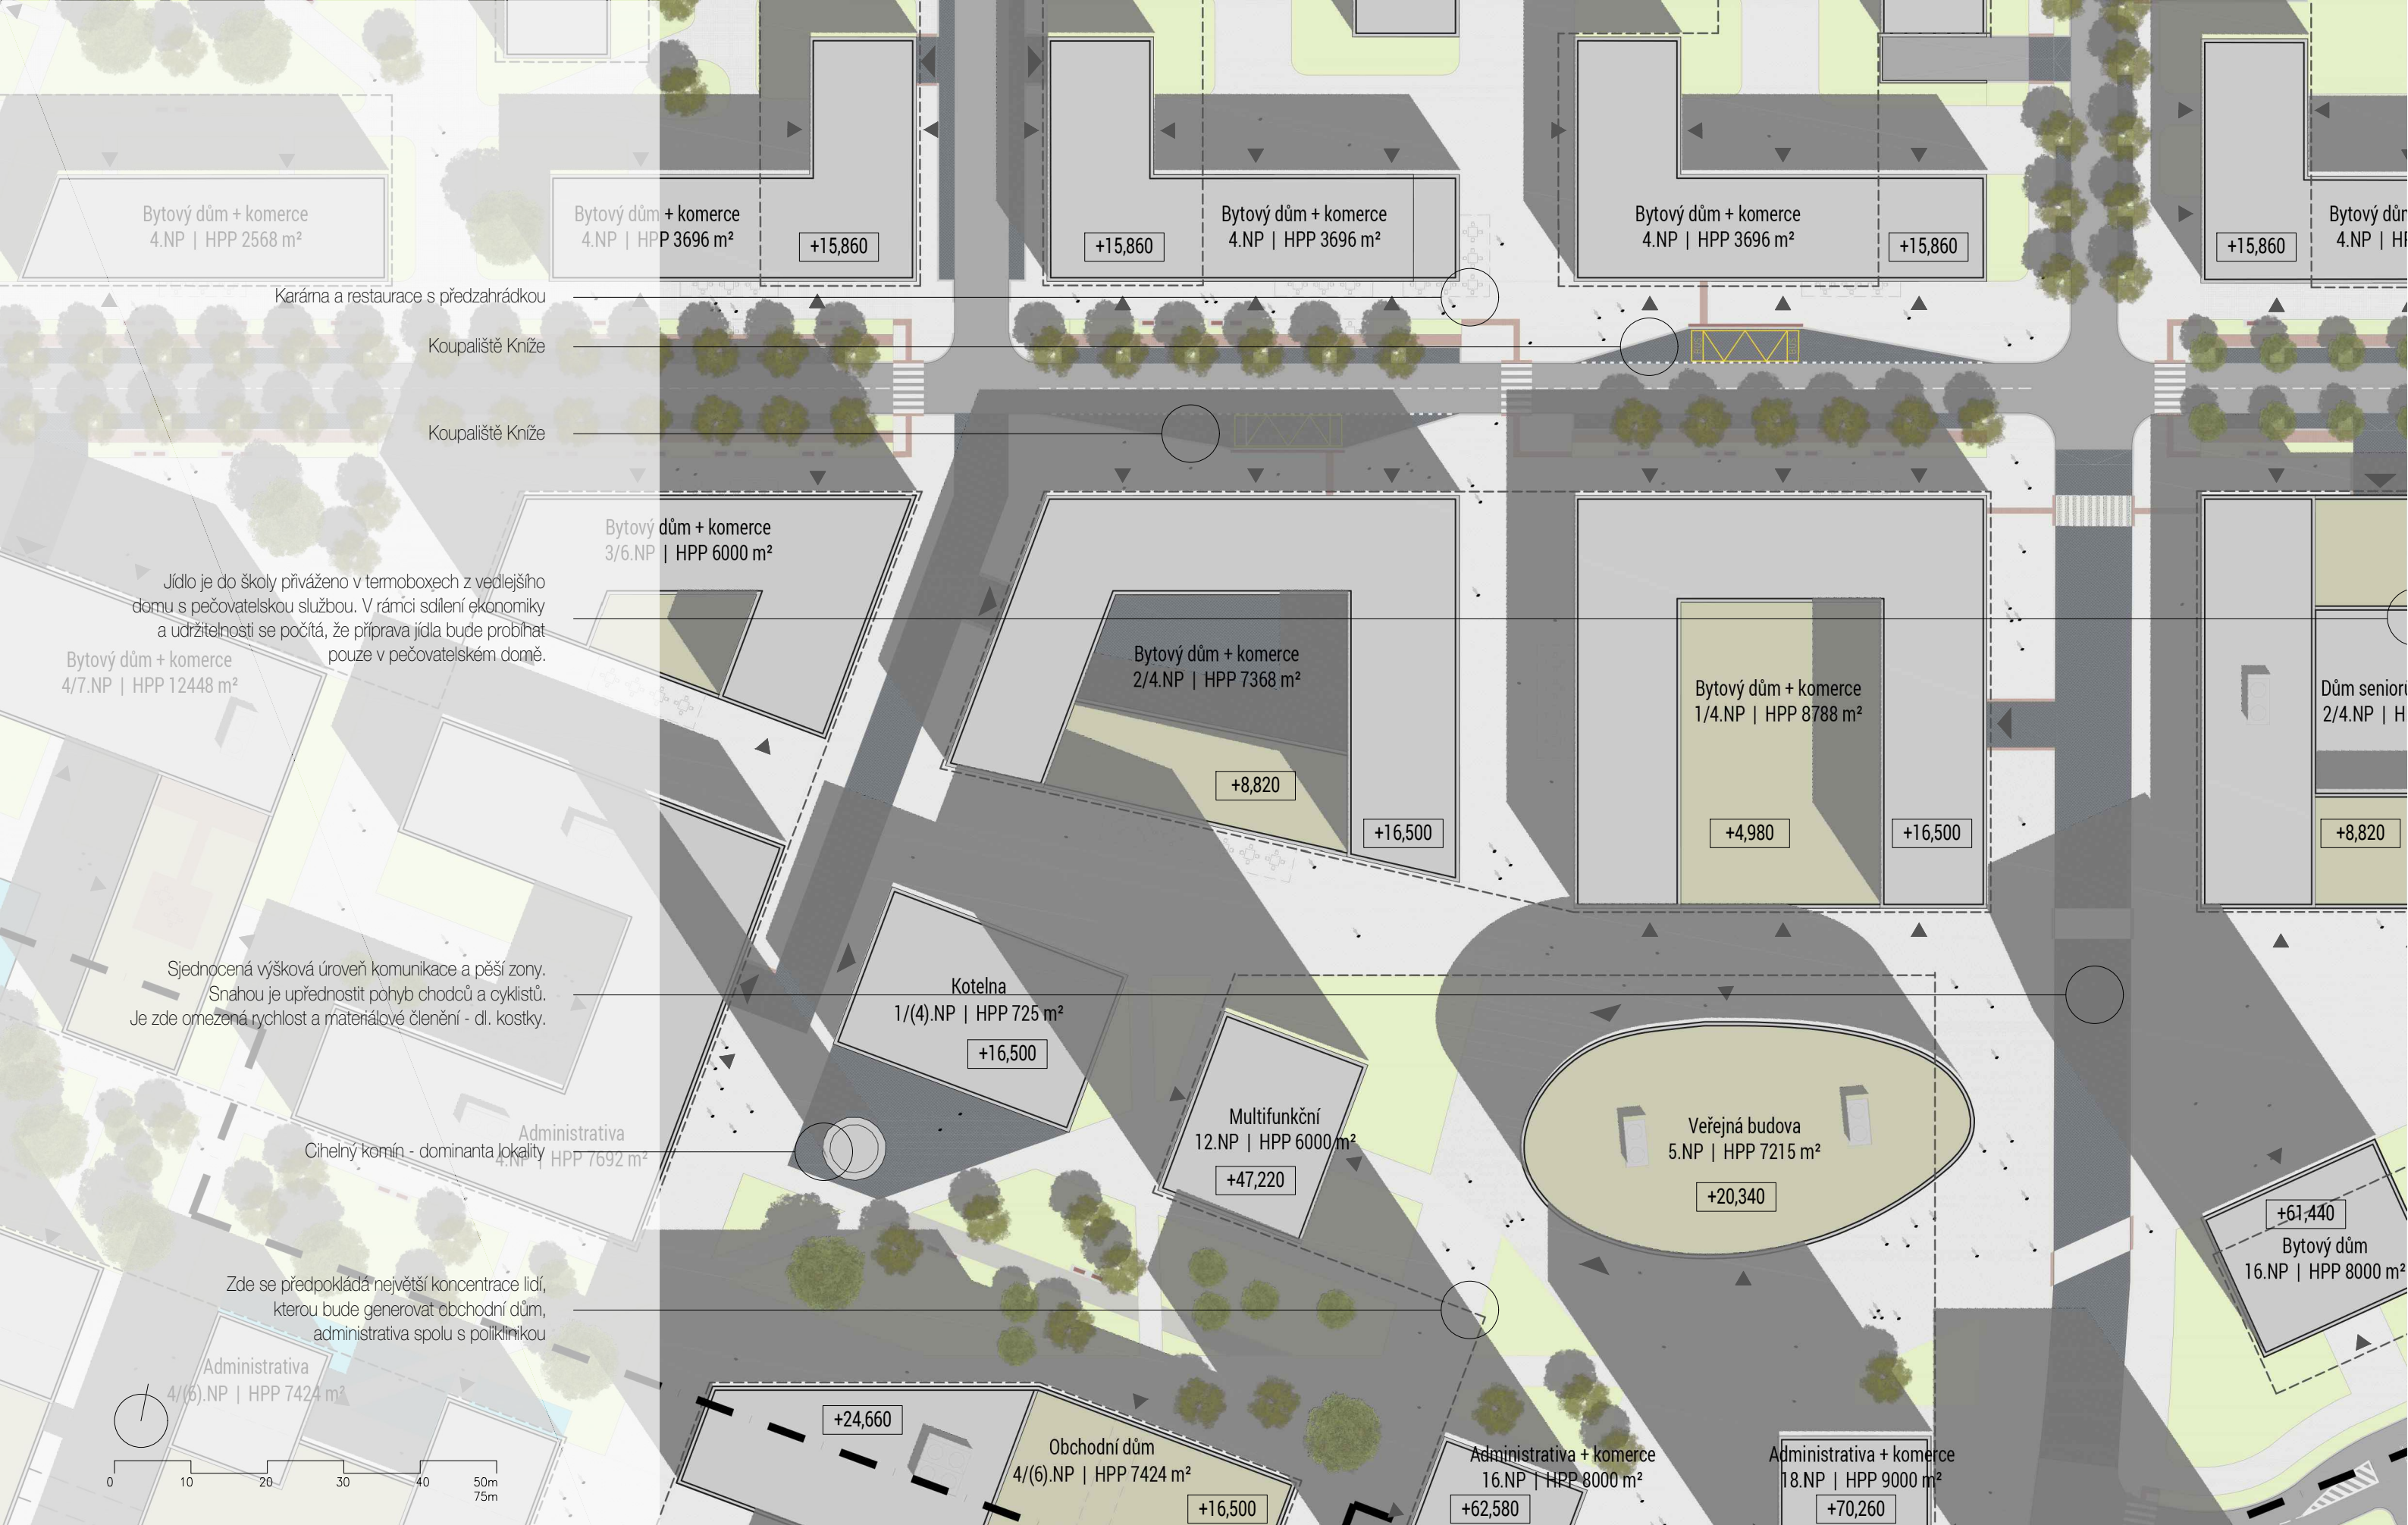 Bytový dům + komerce
4.NP | HPP 2568 m²
Bytový dům + komerce
4.NP | HPP 3696 m²
+15,860
+15,860
Bytový dům + komerce
4.NP | HPP 3696 m²
Bytový dům + komerce
4.NP | HPP 3696 m²
+15,860
+15,860
Bytový dům
4.NP | HP
Karárna a restaurace s předzahrádkou
Koupaliště Kníže
Koupaliště Kníže
Bytový dům + komerce
3/6.NP | HPP 6000 m²
Jídlo je do školy přiváženo v termoboxech z vedlejšího
domu s pečovatelskou službou. V rámci sdílení ekonomiky
a udržitelnosti se počítá, že příprava jídla bude probíhat
pouze v pečovatelském domě.
Bytový dům + komerce
4/7.NP | HPP 12448 m²
Bytový dům + komerce
2/4.NP | HPP 7368 m²
+8,820
+16,500
Bytový dům + komerce
1/4.NP | HPP 8788 m²
+4,980
+16,500
Dům seniorů
2/4.NP | H
+8,820
Sjednocená výšková úroveň komunikace a pěší zony.
Snahou je upřednostit pohyb chodců a cyklistů.
Je zde omezená rychlost a materiálové členění - dl. kostky.
Kotelna
1/(4).NP | HPP 725 m²
+16,500
Multifunkční
12.NP | HPP 6000 m²
+47,220
Veřejná budova
5.NP | HPP 7215 m²
+20,340
Administrativa
4.NP | HPP 7692 m²
Cihelný komín - dominanta lokality
+61,440
Bytový dům
16.NP | HPP 8000 m²
Zde se předpokládá největší koncentrace lidí,
kterou bude generovat obchodní dům,
administrativa spolu s poliklinikou
Administrativa
4/(6).NP | HPP 7424 m²
+24,660
Obchodní dům
4/(6).NP | HPP 7424 m²
+16,500
Administrativa + komerce
16.NP | HPP 8000 m²
+62,580
Administrativa + komerce
18.NP | HPP 9000 m²
+70,260
0 10 20 30 40 50m
75m